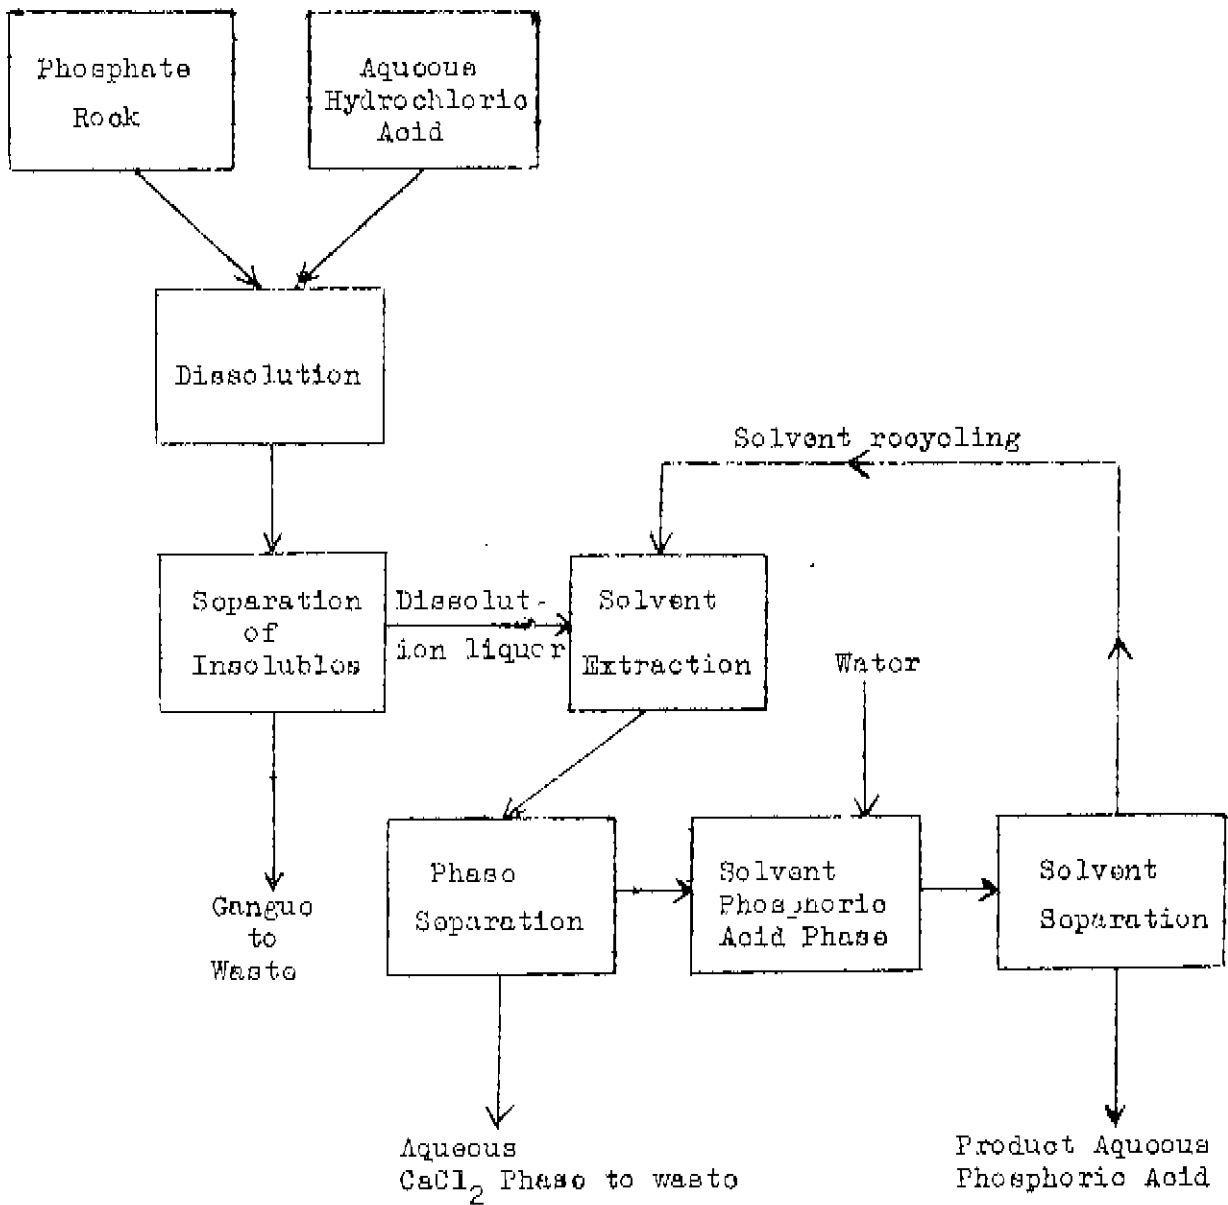 Phosphate
Rock
Aqueous
Hydrochloric
Acid
Dissolution
Solvent recycling
Separation
of
Insolubles
Dissolut-
ion liquor
Solvent
Extraction
Water
Phase
Separation
Solvent
Phosphoric
Acid Phase
Solvent
Separation
Gangue
to
Waste
Aqueous
CaCl2 Phase to waste
Product Aqueous
Phosphoric Acid